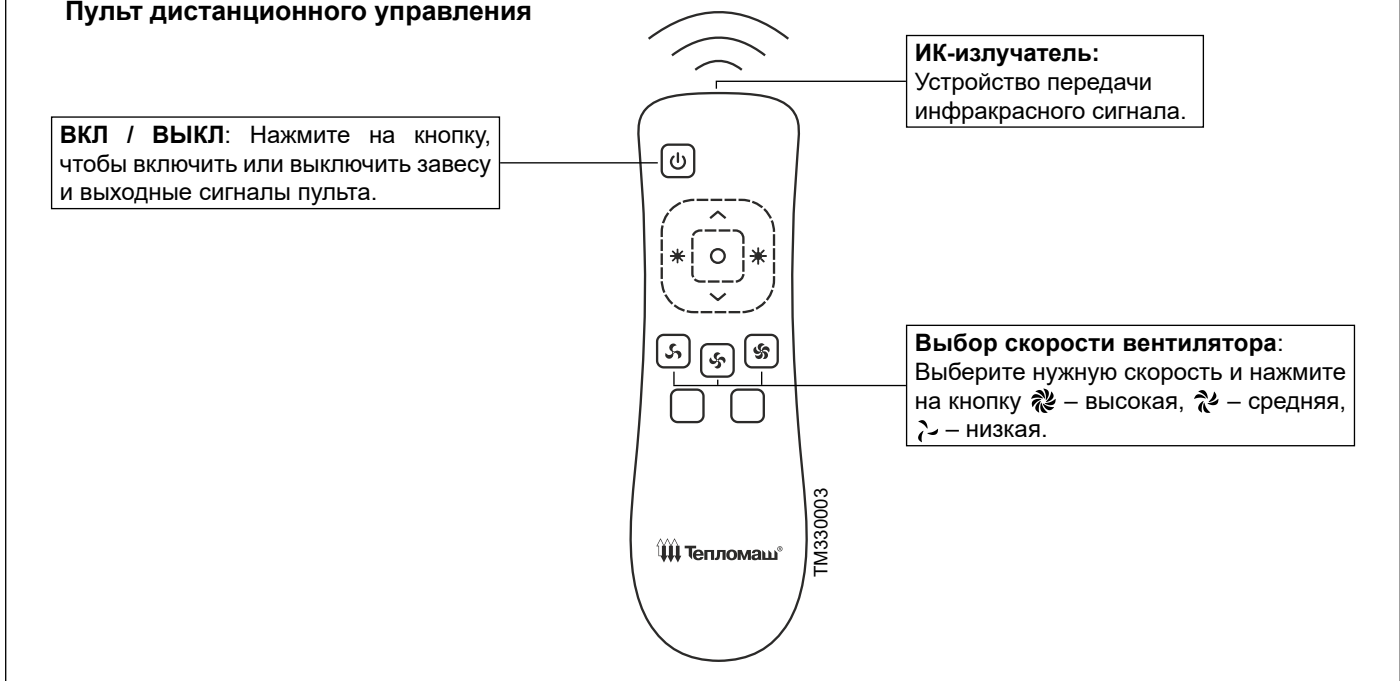 Пульт дистанционного управления
ИК-излучатель:
Устройство передачи
инфракрасного сигнала.
ВКЛ / ВЫКЛ: Нажмите на кнопку,
чтобы включить или выключить завесу
и выходные сигналы пульта.
Выбор скорости вентилятора:
Выберите нужную скорость и нажмите
на кнопку – высокая, – средняя,
– низкая.
Тепломаш®
TM330003